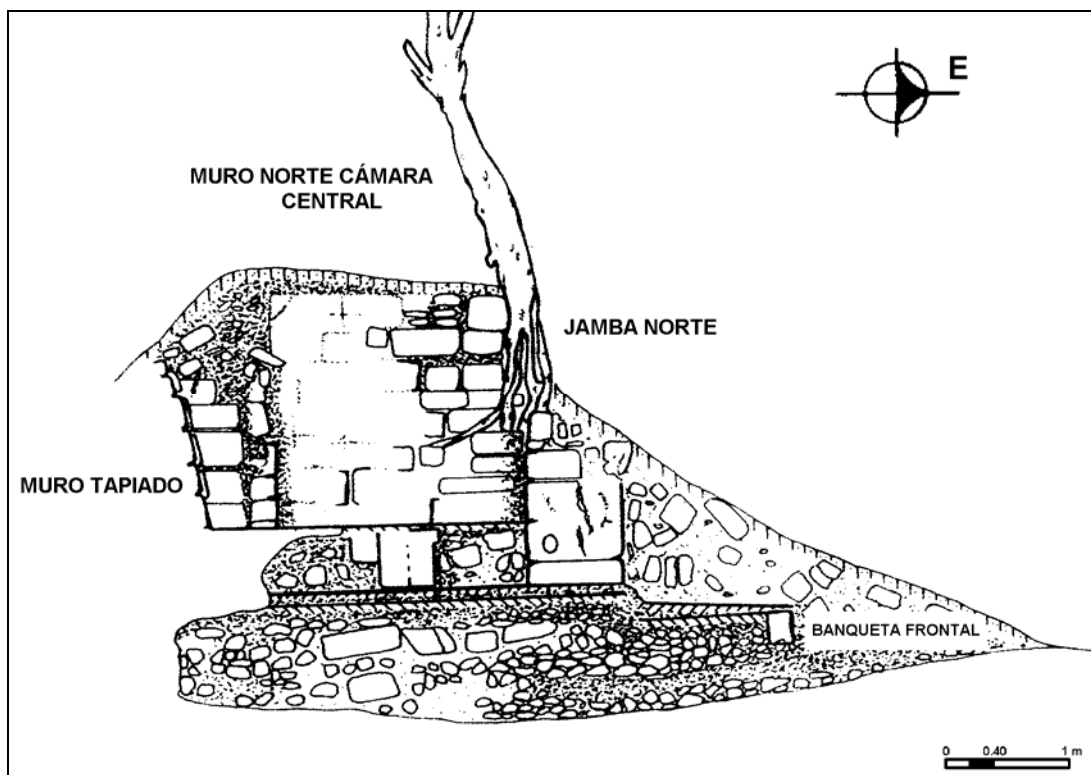 E
MURO NORTE CÁMARA
CENTRAL
JAMBA NORTE
MURO TAPIADO
BANQUETA FRONTAL
0 0.40 1 m